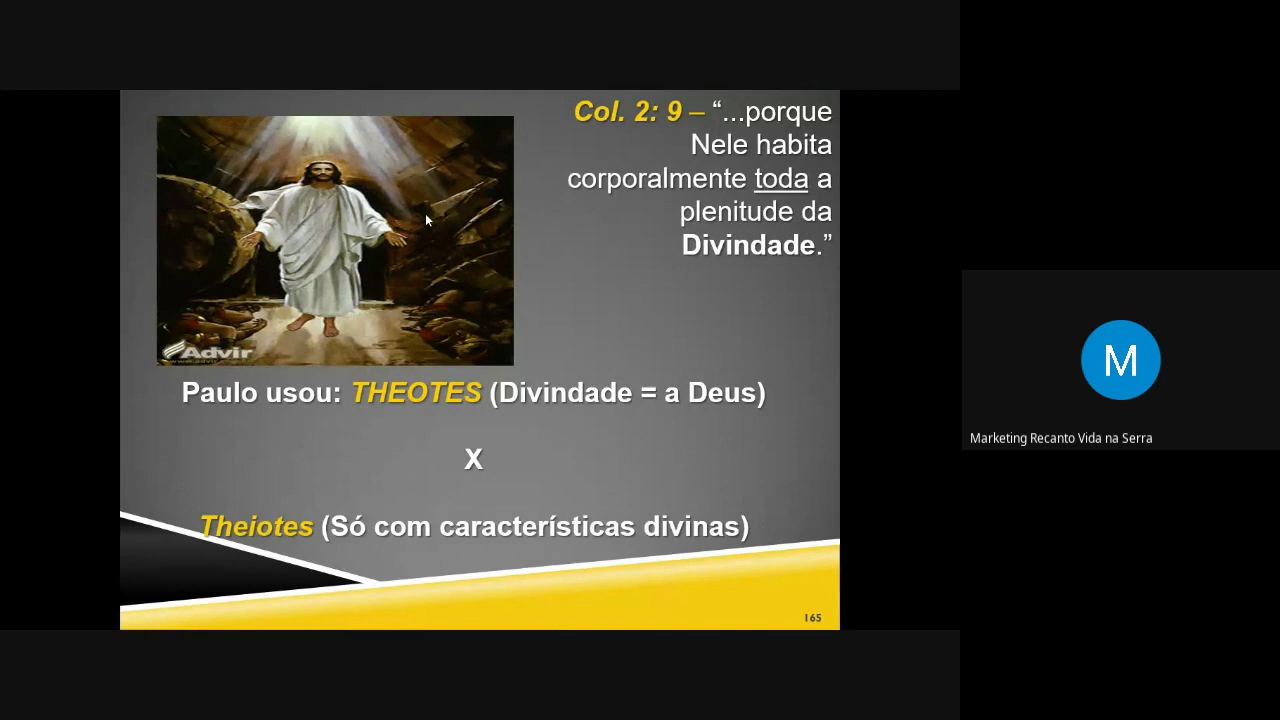 Col. 2: 9 – “...porque
Nele habita
corporalmente toda a
plenitude da
Divindade.”
Advir
Paulo usou: THEOTES (Divindade = a Deus)
X
Theiotes (Só com características divinas)
165
M
Marketing Recanto Vida na Serra